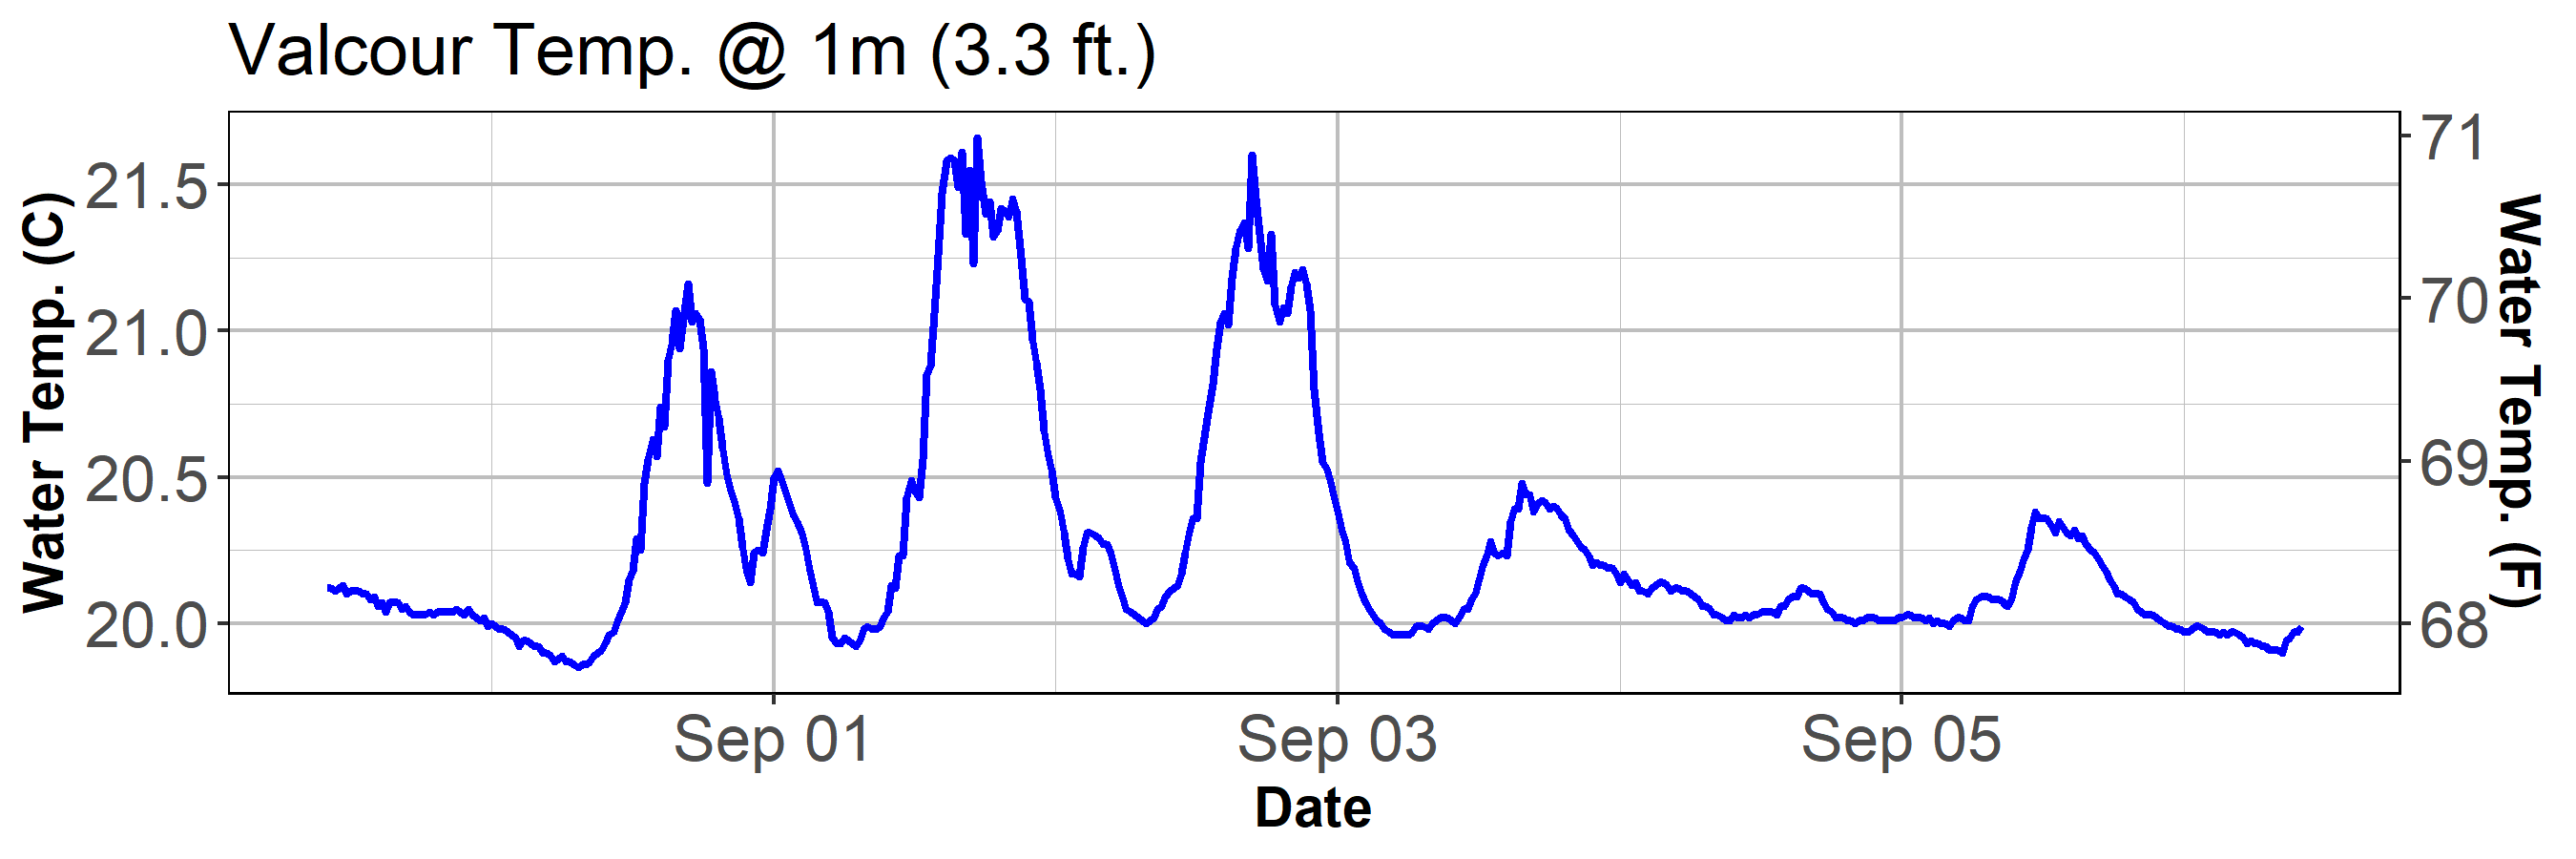 Valcour Temp. @ 1m (3.3 ft.)
Water Temp. (C)
21.5
21.0
20.5
20.0
71
70
69
68
Water Temp. (F)
Sep 01
Sep 03
Sep 05
Date